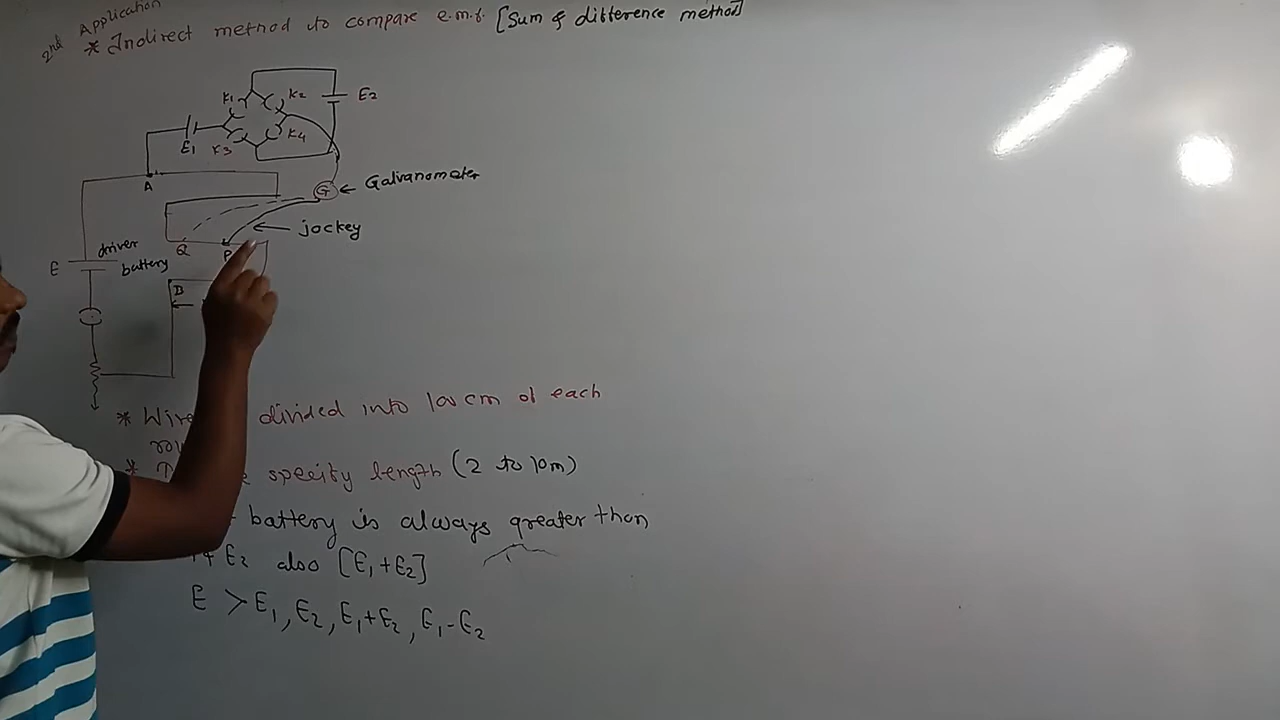 2nd Application
* Indirect method to compare e.m.f. [Sum & difference method]
K1 K2 E2
E1 K3 K4
A
G ← Galvanometer
← jockey
Q P
driver
battery
E
B
* Wire divided into 100 cm of each
* specify length (2 to 10m)
battery is always greater than
E2 also [E1+E2]
E > E1, E2, E1+E2, E1-E2